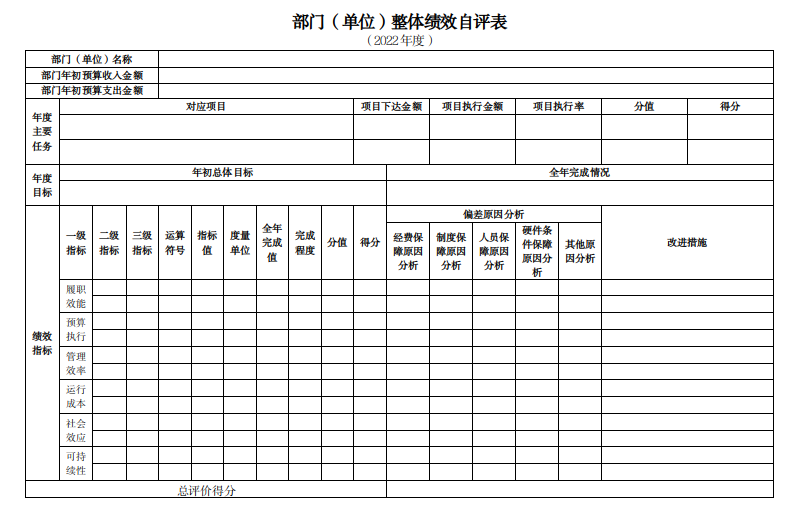 部门（单位）整体绩效自评表
（2022年度）
部门（单位）名称
部门年初预算收入金额
部门年初预算支出金额
年度
主要
任务
对应项目 项目下达金额 项目执行金额 项目执行率 分值 得分
年度
目标
年初总体目标 全年完成情况
绩效
指标
一级
指标
二级
指标
三级
指标
运算
符号
指标
值
度量
单位
全年
完成
值
完成
程度
分值
得分
偏差原因分析
经费保
障原因
分析
制度保
障原因
分析
人员保
障原因
分析
硬件条
件保障
原因分
析
其他原
因分析
改进措施
履职
效能
预算
执行
管理
效率
运行
成本
社会
效应
可持
续性
总评价得分